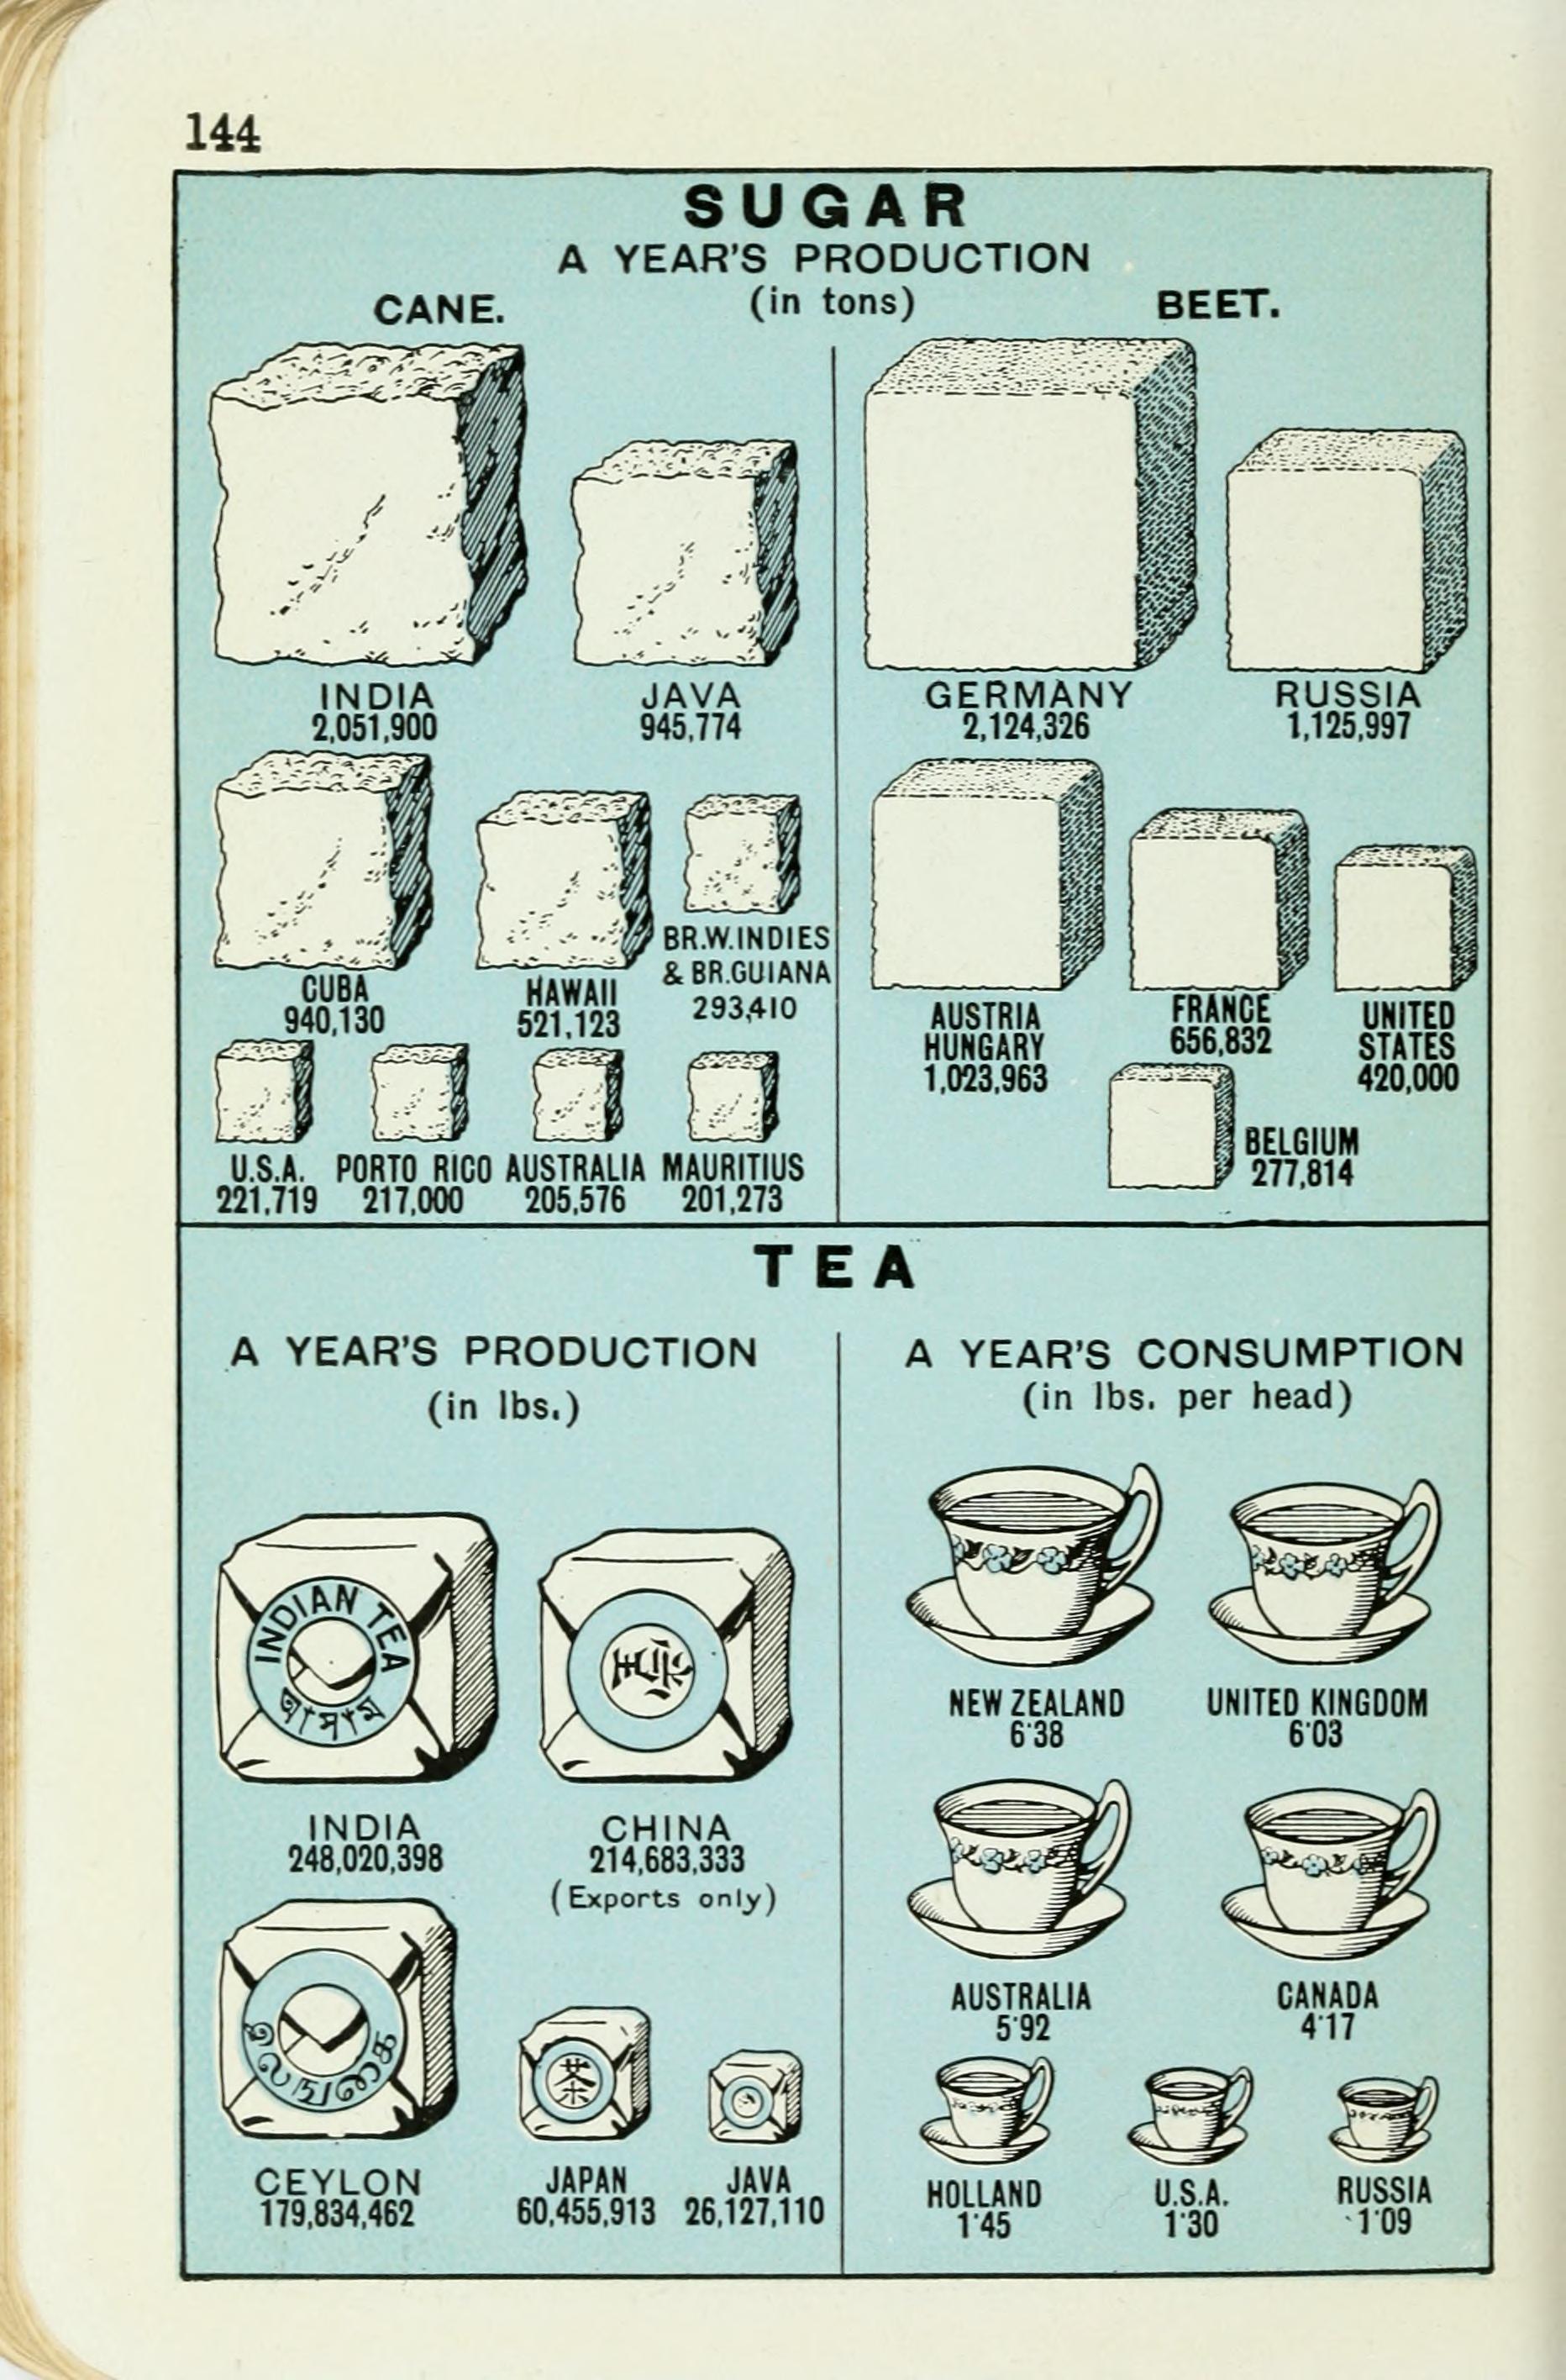 144
SUGAR
A YEAR'S PRODUCTION
(in tons)
CANE.
BEET.
INDIA
2,051,900
JAVA
945,774
CUBA
940,130
HAWAII
521,123
BR.W.INDIES
& BR.GUIANA
293,410
U.S.A.
221,719
PORTO RICO
217,000
AUSTRALIA
205,576
MAURITIUS
201,273
GERMANY
2,124,326
RUSSIA
1,125,997
AUSTRIA
HUNGARY
1,023,963
FRANCE
656,832
UNITED
STATES
420,000
BELGIUM
277,814
TEA
A YEAR'S PRODUCTION
(in lbs.)
INDIAN TEA
INDIA
248,020,398
CHINA
214,683,333
(Exports only)
இலங்கை
CEYLON
179,834,462
茶
JAPAN
60,455,913
JAVA
26,127,110
A YEAR'S CONSUMPTION
(in lbs. per head)
NEW ZEALAND
6·38
UNITED KINGDOM
6·03
AUSTRALIA
5·92
CANADA
4·17
HOLLAND
1·45
U.S.A.
1·30
RUSSIA
1·09